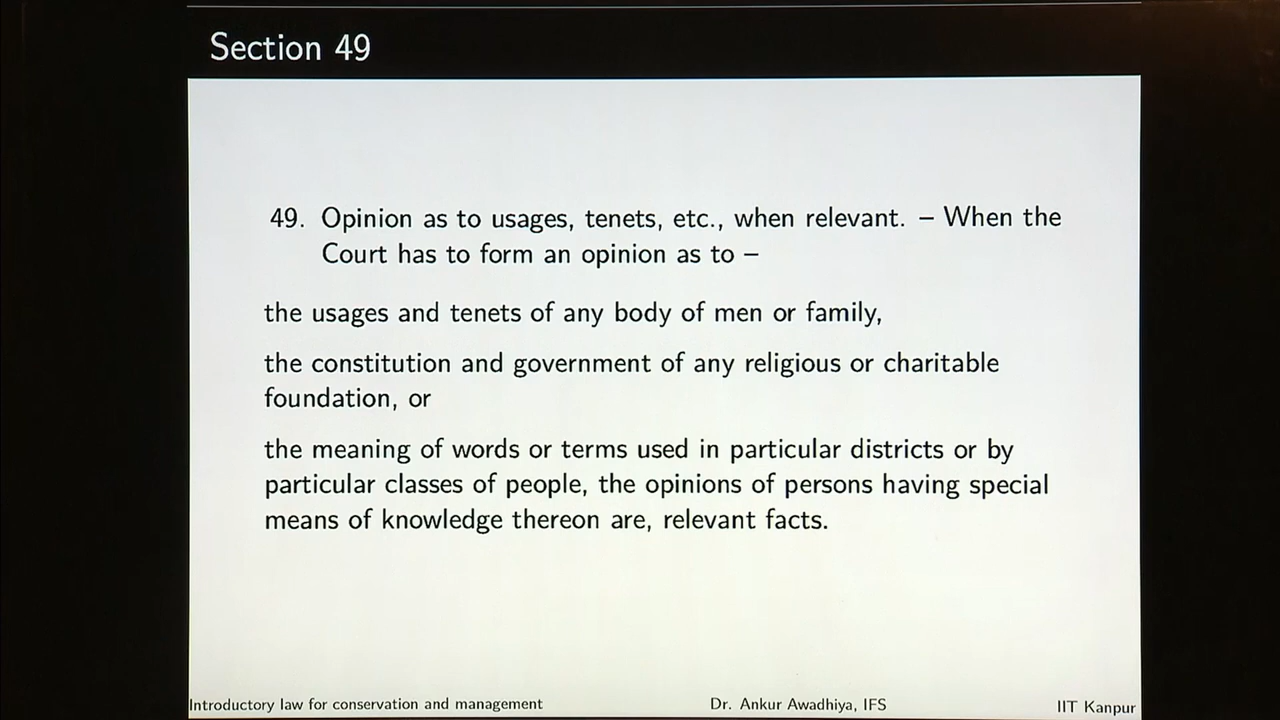 Section 49
49. Opinion as to usages, tenets, etc., when relevant. – When the
Court has to form an opinion as to –
the usages and tenets of any body of men or family,
the constitution and government of any religious or charitable
foundation, or
the meaning of words or terms used in particular districts or by
particular classes of people, the opinions of persons having special
means of knowledge thereon are, relevant facts.
Introductory law for conservation and management Dr. Ankur Awadhiya, IFS IIT Kanpur